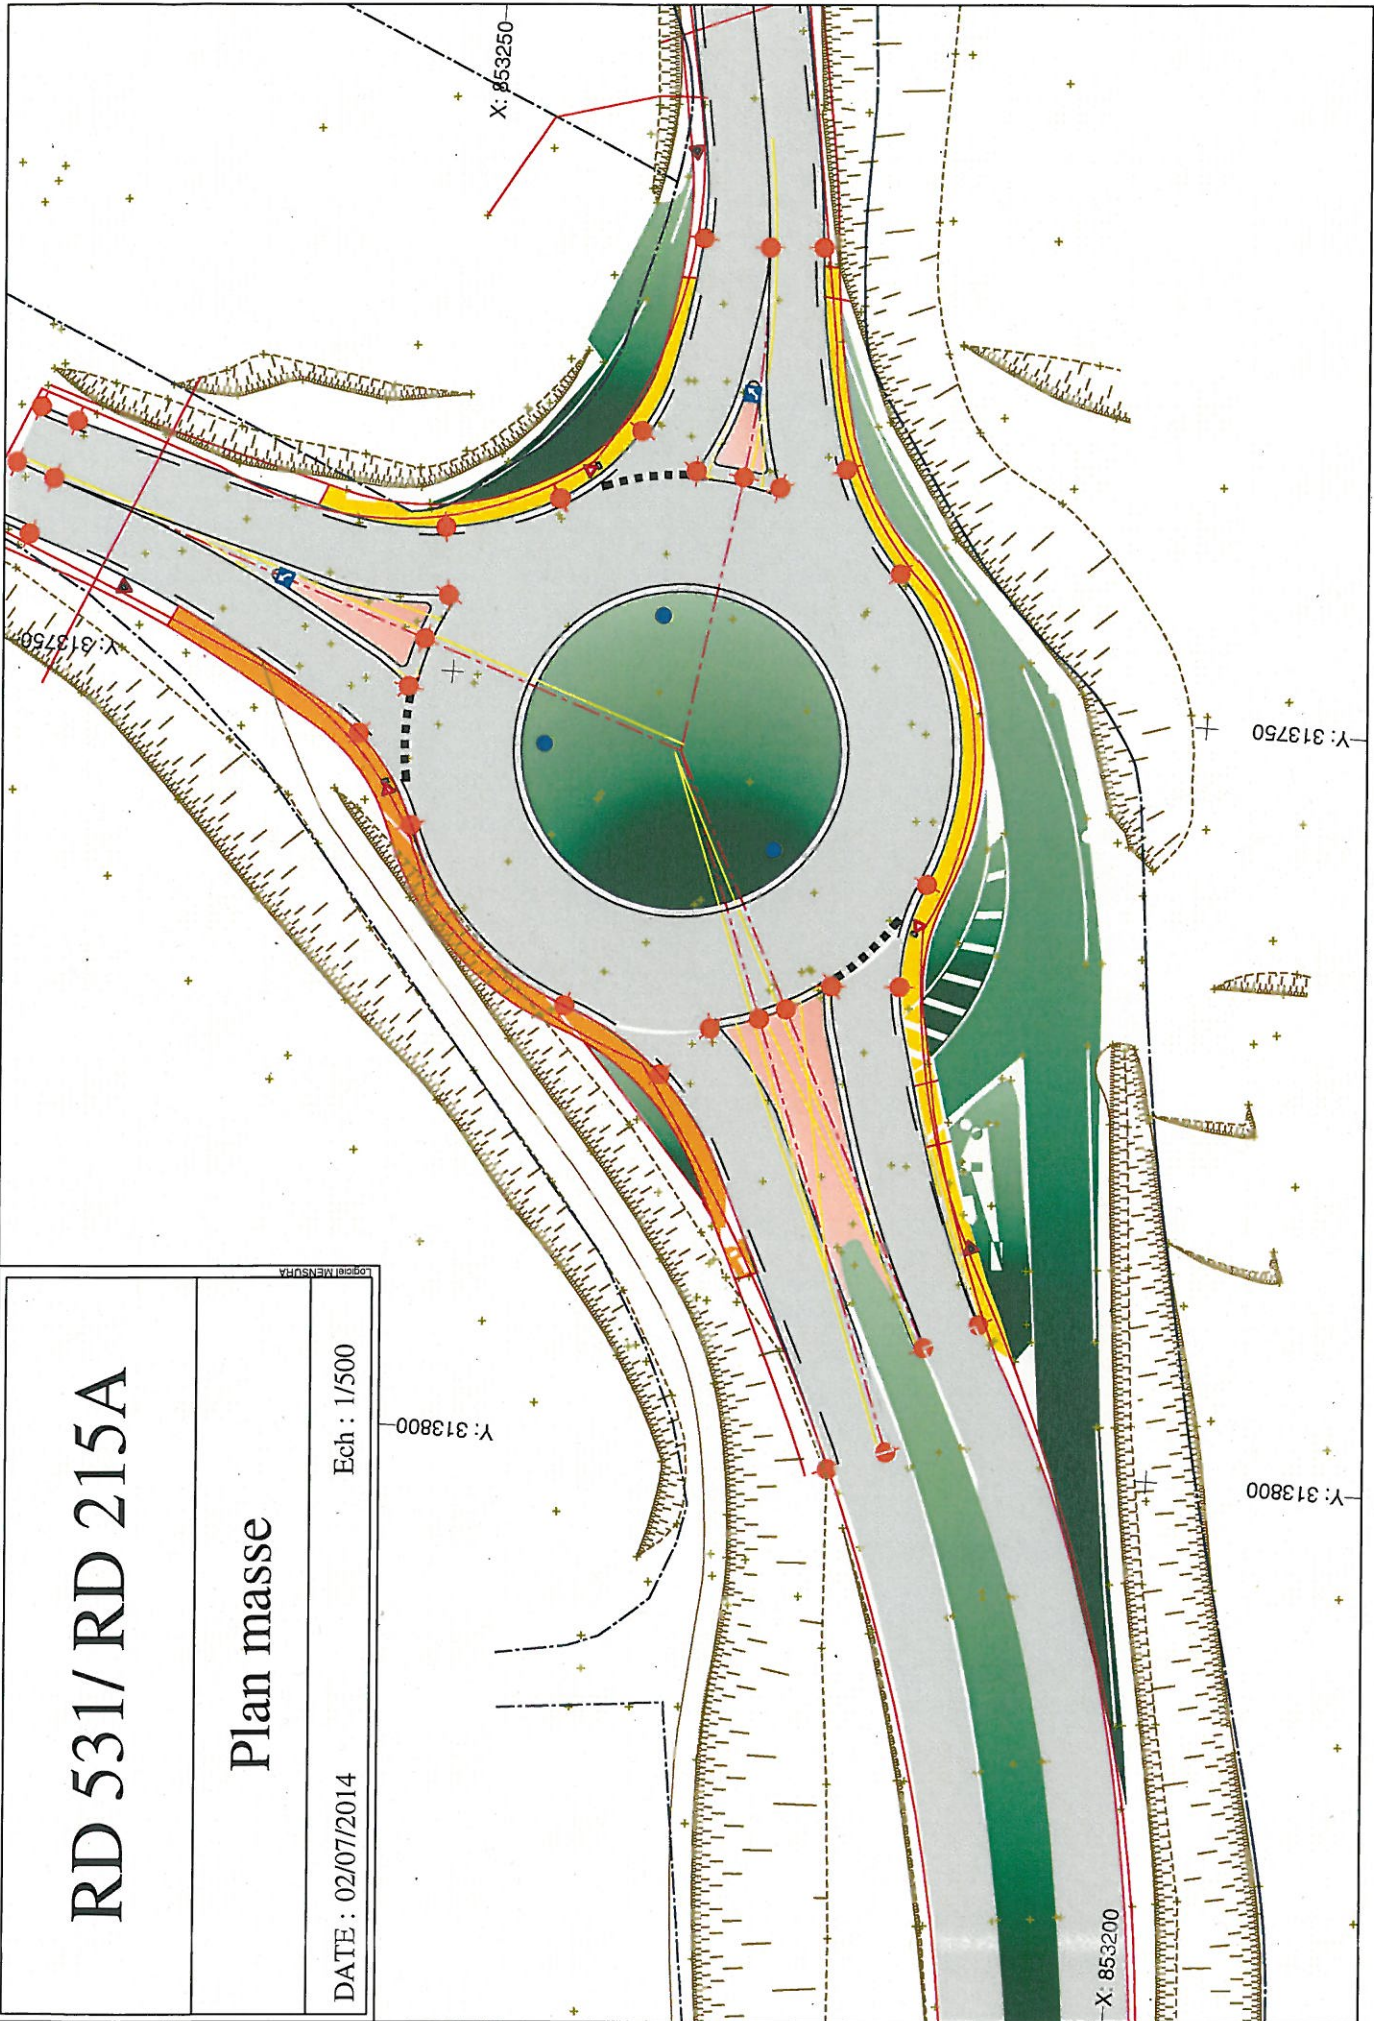 RD 531/ RD 215A
Plan masse
DATE : 02/07/2014 Ech : 1/500
Logiciel MENSURA
X: 853250
Y: 313750
Y: 313750
Y: 313800
Y: 313800
X: 853200